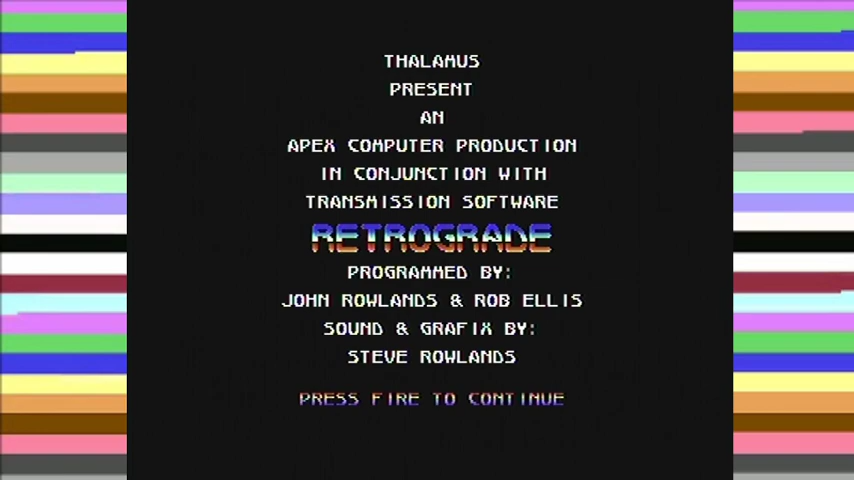 THALAMUS
PRESENT
AN
APEX COMPUTER PRODUCTION
IN CONJUNCTION WITH
TRANSMISSION SOFTWARE
RETROGRADE
PROGRAMMED BY:
JOHN ROWLANDS & ROB ELLIS
SOUND & GRAFIX BY:
STEVE ROWLANDS
PRESS FIRE TO CONTINUE